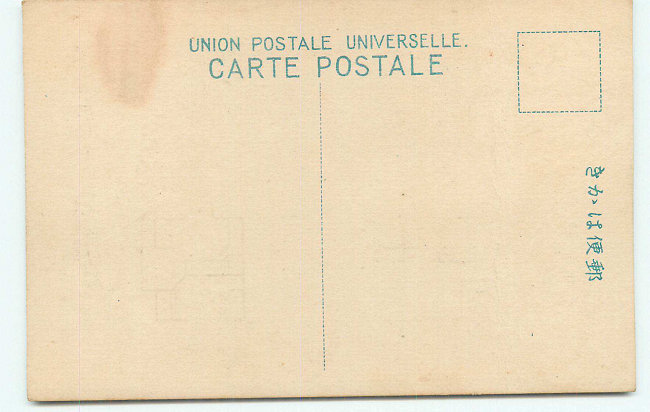 UNION POSTALE UNIVERSELLE.
CARTE POSTALE
郵便はかき